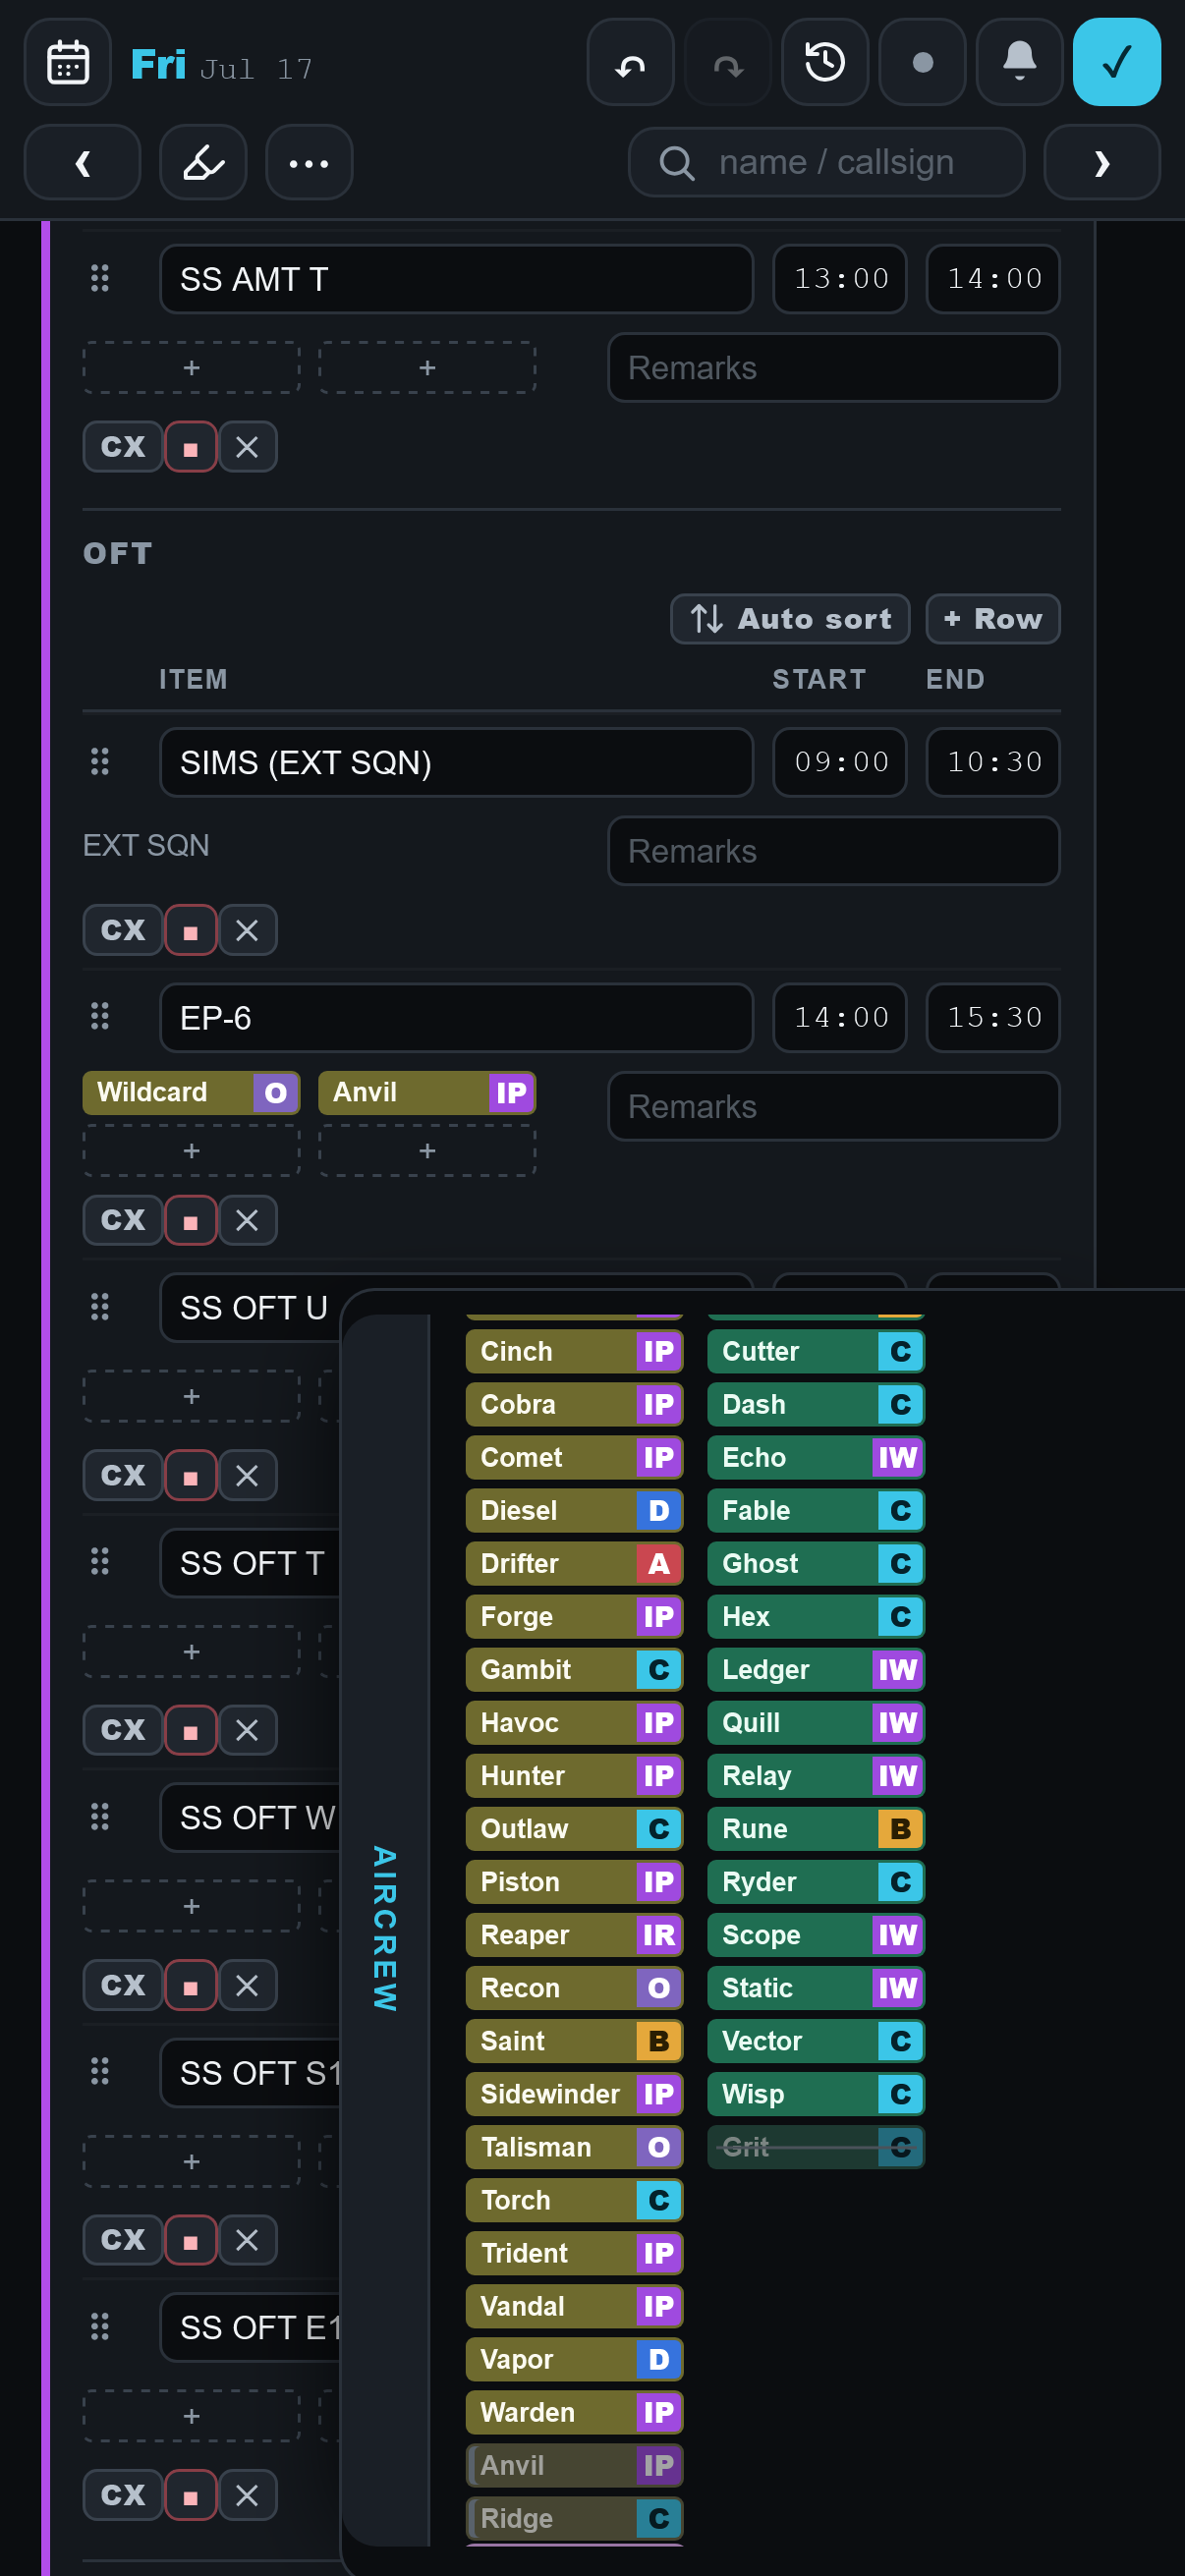 Fri Jul 17
name / callsign
SS AMT T 13:00 14:00
+ + Remarks
CX
OFT
Auto sort + Row
ITEM START END
SIMS (EXT SQN) 09:00 10:30
EXT SQN Remarks
CX
EP-6 14:00 15:30
Wildcard O Anvil IP Remarks
+ +
CX
SS OFT U
+
CX
SS OFT T
+
CX
SS OFT W
+
CX
SS OFT S1
+
CX
SS OFT E1
+
CX
AIRCREW
Cinch IP
Cobra IP
Comet IP
Diesel D
Drifter A
Forge IP
Gambit C
Havoc IP
Hunter IP
Outlaw C
Piston IP
Reaper IR
Recon O
Saint B
Sidewinder IP
Talisman O
Torch C
Trident IP
Vandal IP
Vapor D
Warden IP
Anvil IP
Ridge C
Cutter C
Dash C
Echo IW
Fable C
Ghost C
Hex C
Ledger IW
Quill IW
Relay IW
Rune B
Ryder C
Scope IW
Static IW
Vector C
Wisp C
Grit C